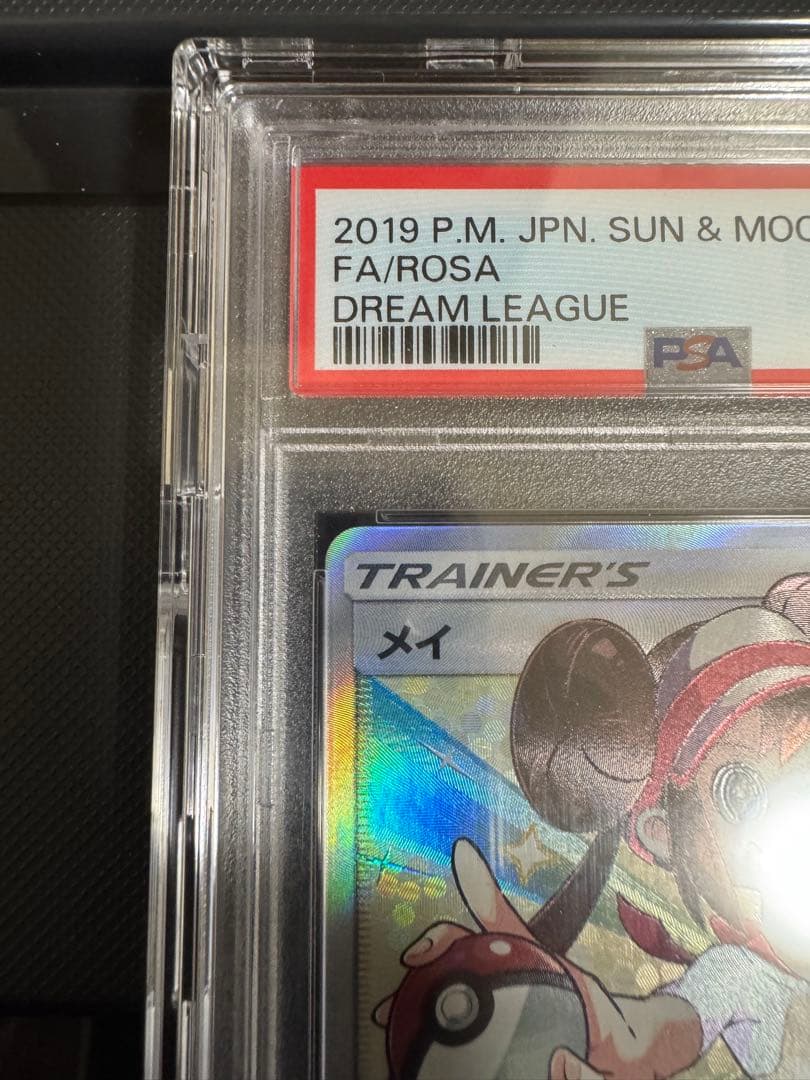 2019 P.M. JPN. SUN & MOO
FA/ROSA
DREAM LEAGUE
PSA
TRAINER'S
メイ